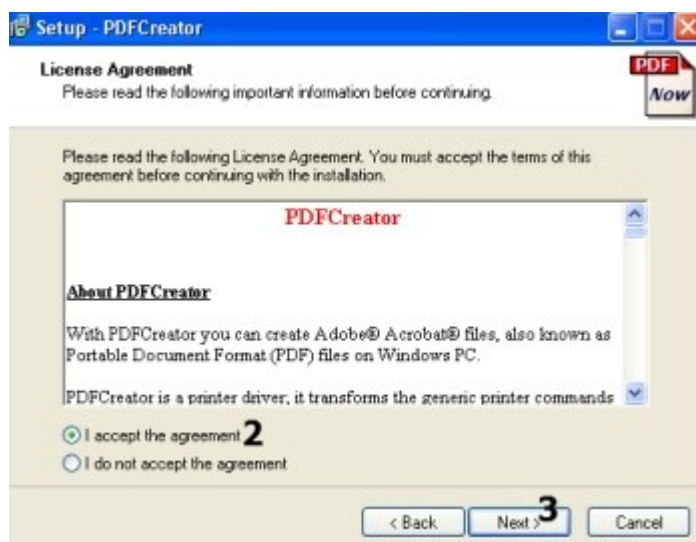 Setup - PDFCreator
License Agreement
Please read the following important information before continuing.
PDF
Now
Please read the following License Agreement. You must accept the terms of this
agreement before continuing with the installation.
PDFCreator
About PDFCreator
With PDFCreator you can create Adobe® Acrobat® files, also known as
Portable Document Format (PDF) files on Windows PC.
PDFCreator is a printer driver, it transforms the generic printer commands
I accept the agreement 2
I do not accept the agreement
< Back Next > 3 Cancel